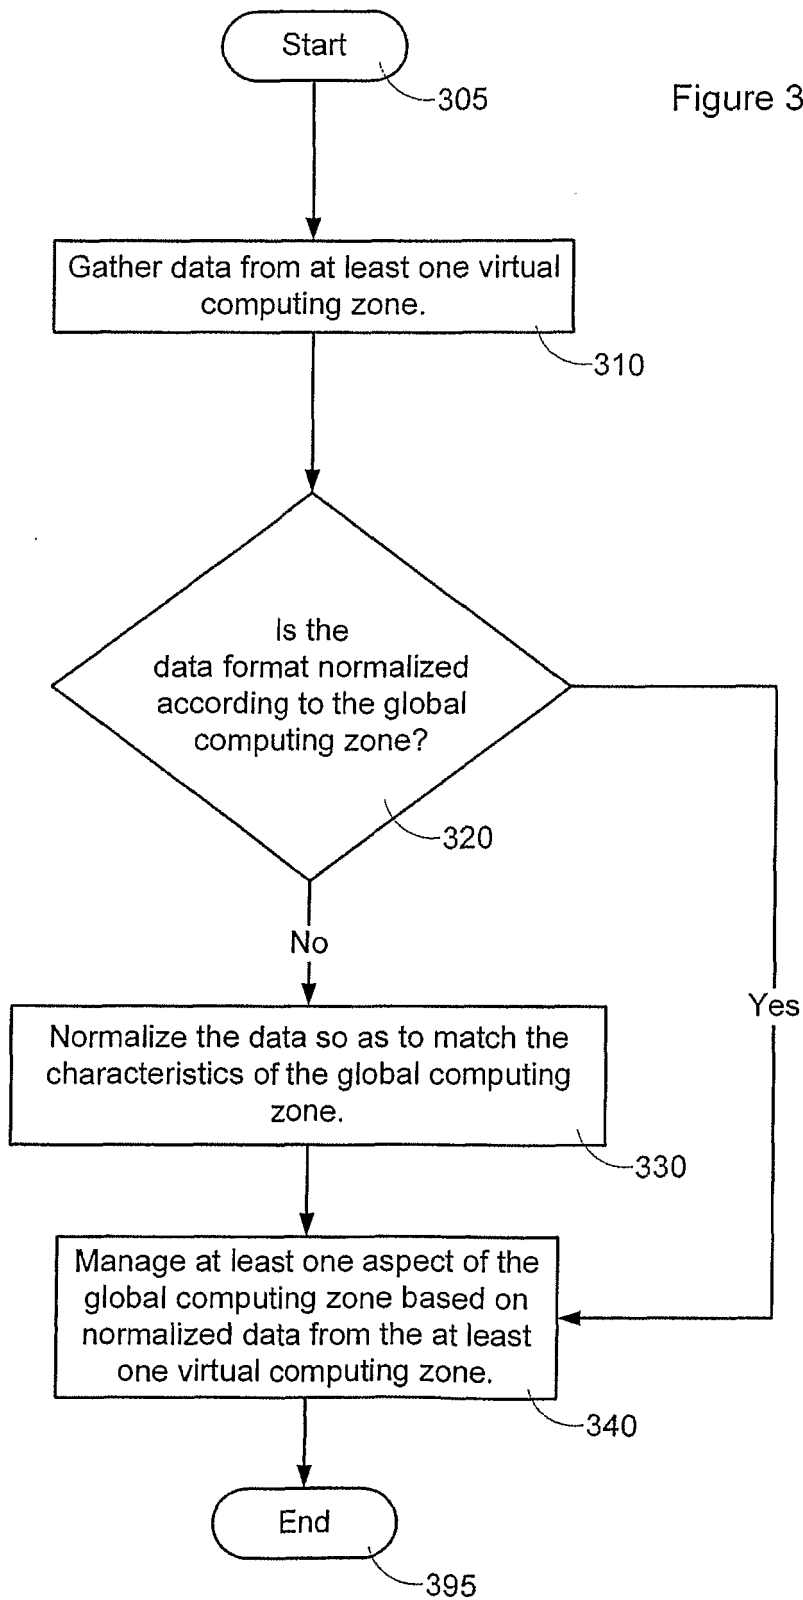 Start
305
Figure 3
Gather data from at least one virtual
computing zone.
310
Is the
data format normalized
according to the global
computing zone?
320
No
Yes
Normalize the data so as to match the
characteristics of the global computing
zone.
330
Manage at least one aspect of the
global computing zone based on
normalized data from the at least
one virtual computing zone.
340
End
395